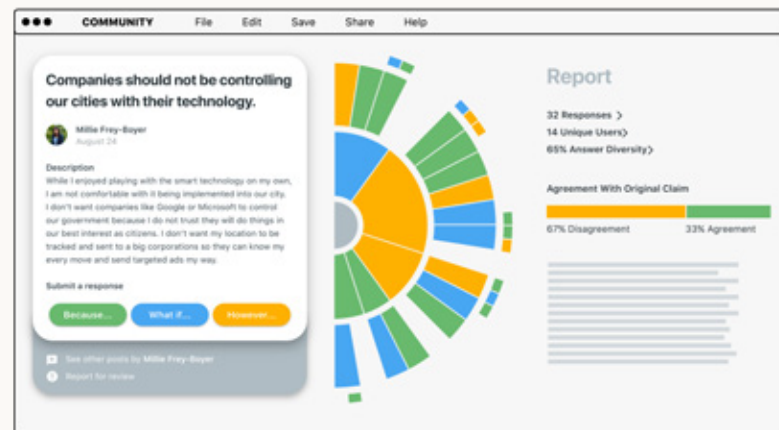 COMMUNITY File Edit Save Share Help
Companies should not be controlling
our cities with their technology.
Millie Frey-Boyer
August 24
Description
While I enjoyed playing with the smart technology on my own,
I am not comfortable with it being implemented into our city.
I don't want companies like Google or Microsoft to control
our government because I do not trust they will do things in
our best interest as citizens. I don't want my location to be
tracked and sent to a big corporations so they can know my
every move and send targeted ads my way.
Submit a response
Because... What if... However...
See other posts by Millie Frey-Boyer
Report for review
Report
32 Responses >
14 Unique Users>
65% Answer Diversity>
Agreement With Original Claim
67% Disagreement 33% Agreement